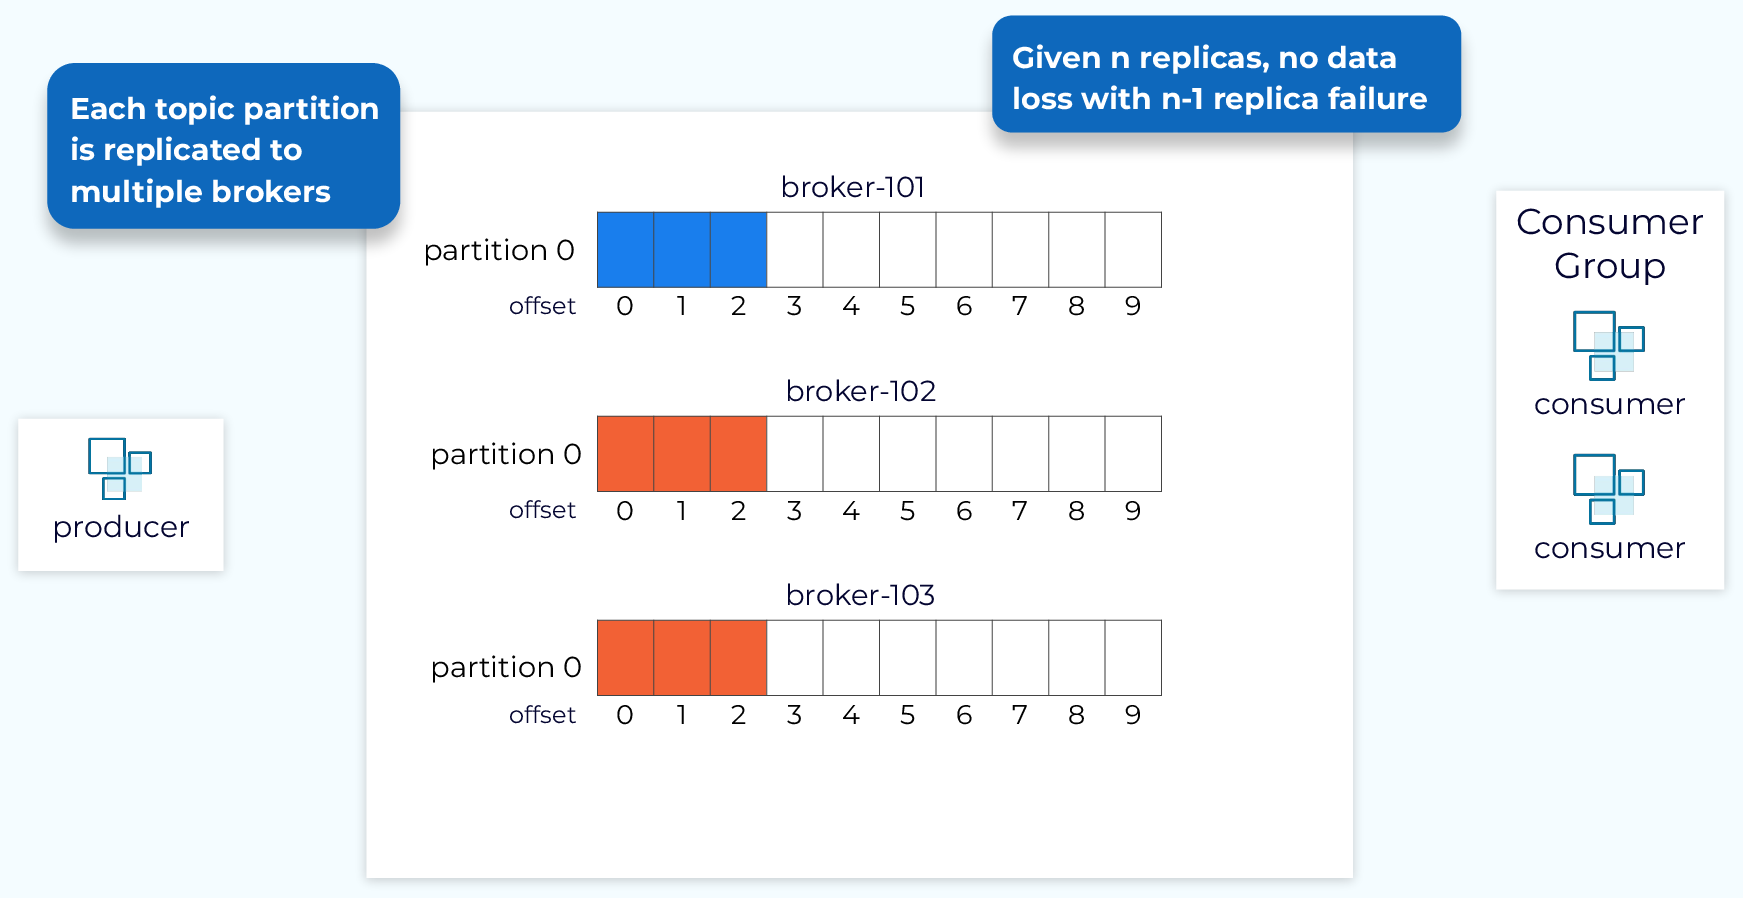 Each topic partition
is replicated to
multiple brokers
Given n replicas, no data
loss with n-1 replica failure
broker-101
partition 0
offset 0 1 2 3 4 5 6 7 8 9
broker-102
partition 0
offset 0 1 2 3 4 5 6 7 8 9
broker-103
partition 0
offset 0 1 2 3 4 5 6 7 8 9
producer
Consumer
Group
consumer
consumer